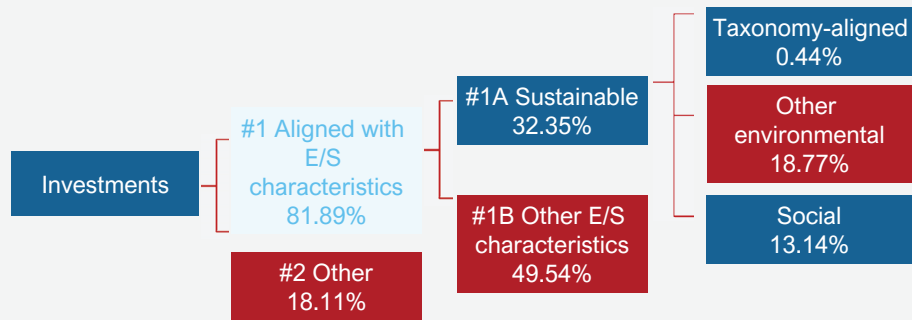 Investments
#1 Aligned with
E/S
characteristics
81.89%
#2 Other
18.11%
#1A Sustainable
32.35%
#1B Other E/S
characteristics
49.54%
Taxonomy-aligned
0.44%
Other
environmental
18.77%
Social
13.14%